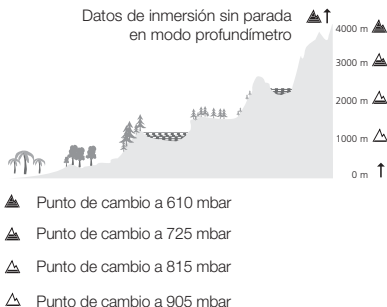 Datos de inmersión sin parada
en modo profundímetro
4000 m
3000 m
2000 m
1000 m
0 m
Punto de cambio a 610 mbar
Punto de cambio a 725 mbar
Punto de cambio a 815 mbar
Punto de cambio a 905 mbar